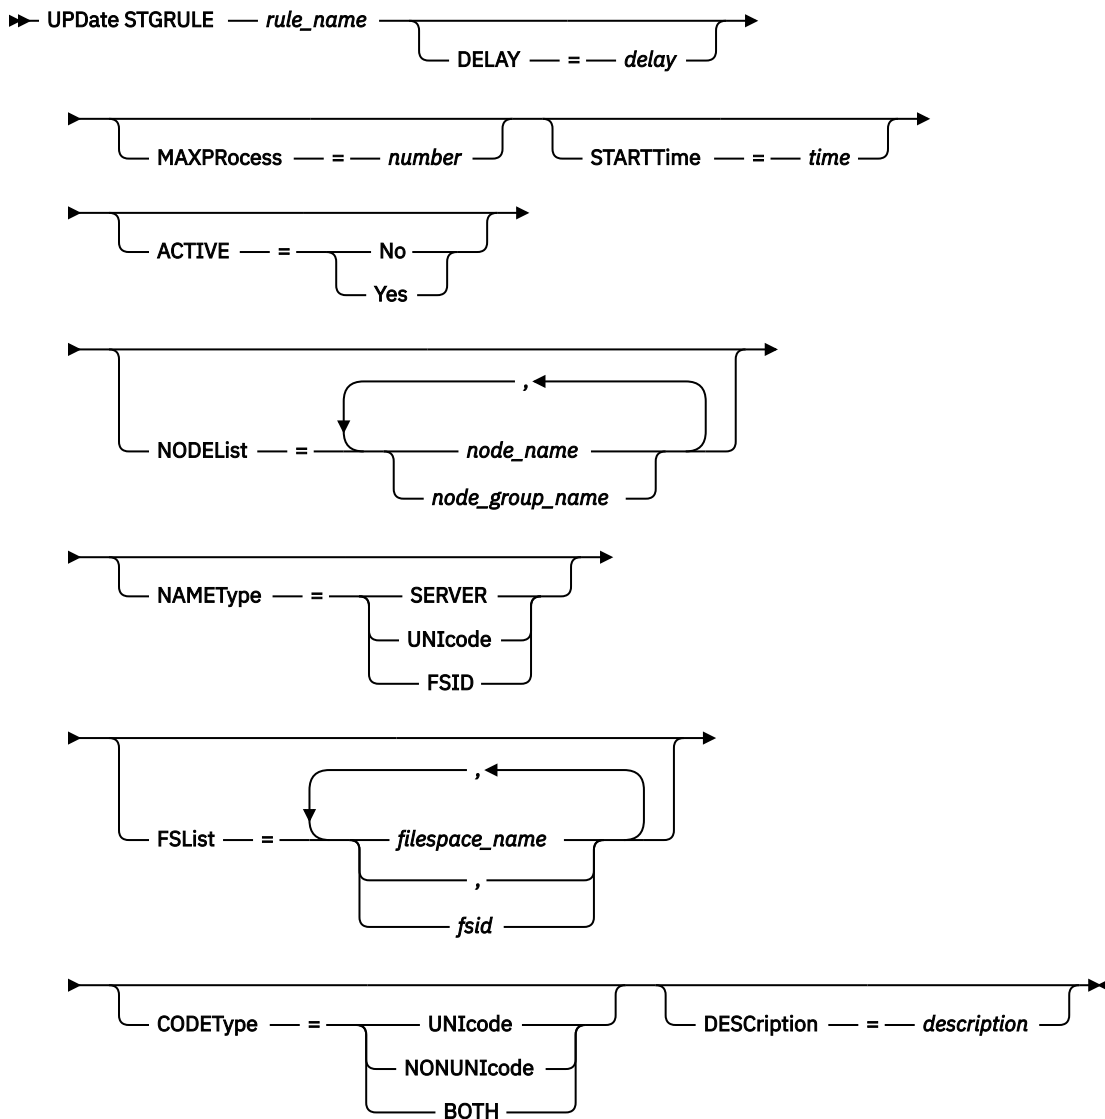 UPDate STGRULE rule_name
DELAY = delay
MAXPRocess = number STARTTime = time
ACTIVE = No
Yes
,
NODEList = node_name
node_group_name
NAMEType = SERVER
UNIcode
FSID
,
FSList = filespace_name
,
fsid
CODEType = UNIcode DESCription = description
NONUNIcode
BOTH